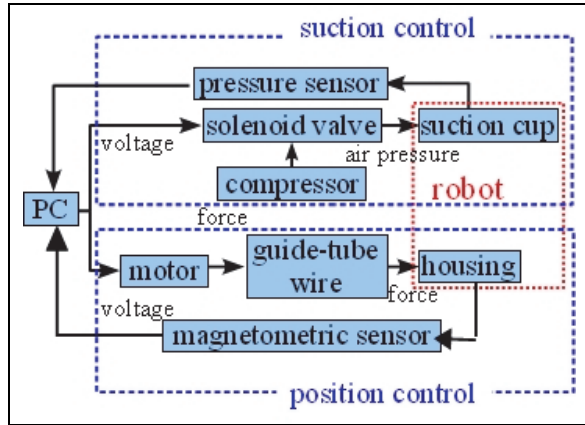 suction control
pressure sensor
solenoid valve
suction cup
voltage
air pressure
compressor
robot
PC
force
guide-tube
wire
motor
housing
force
voltage
magnetometric sensor
position control